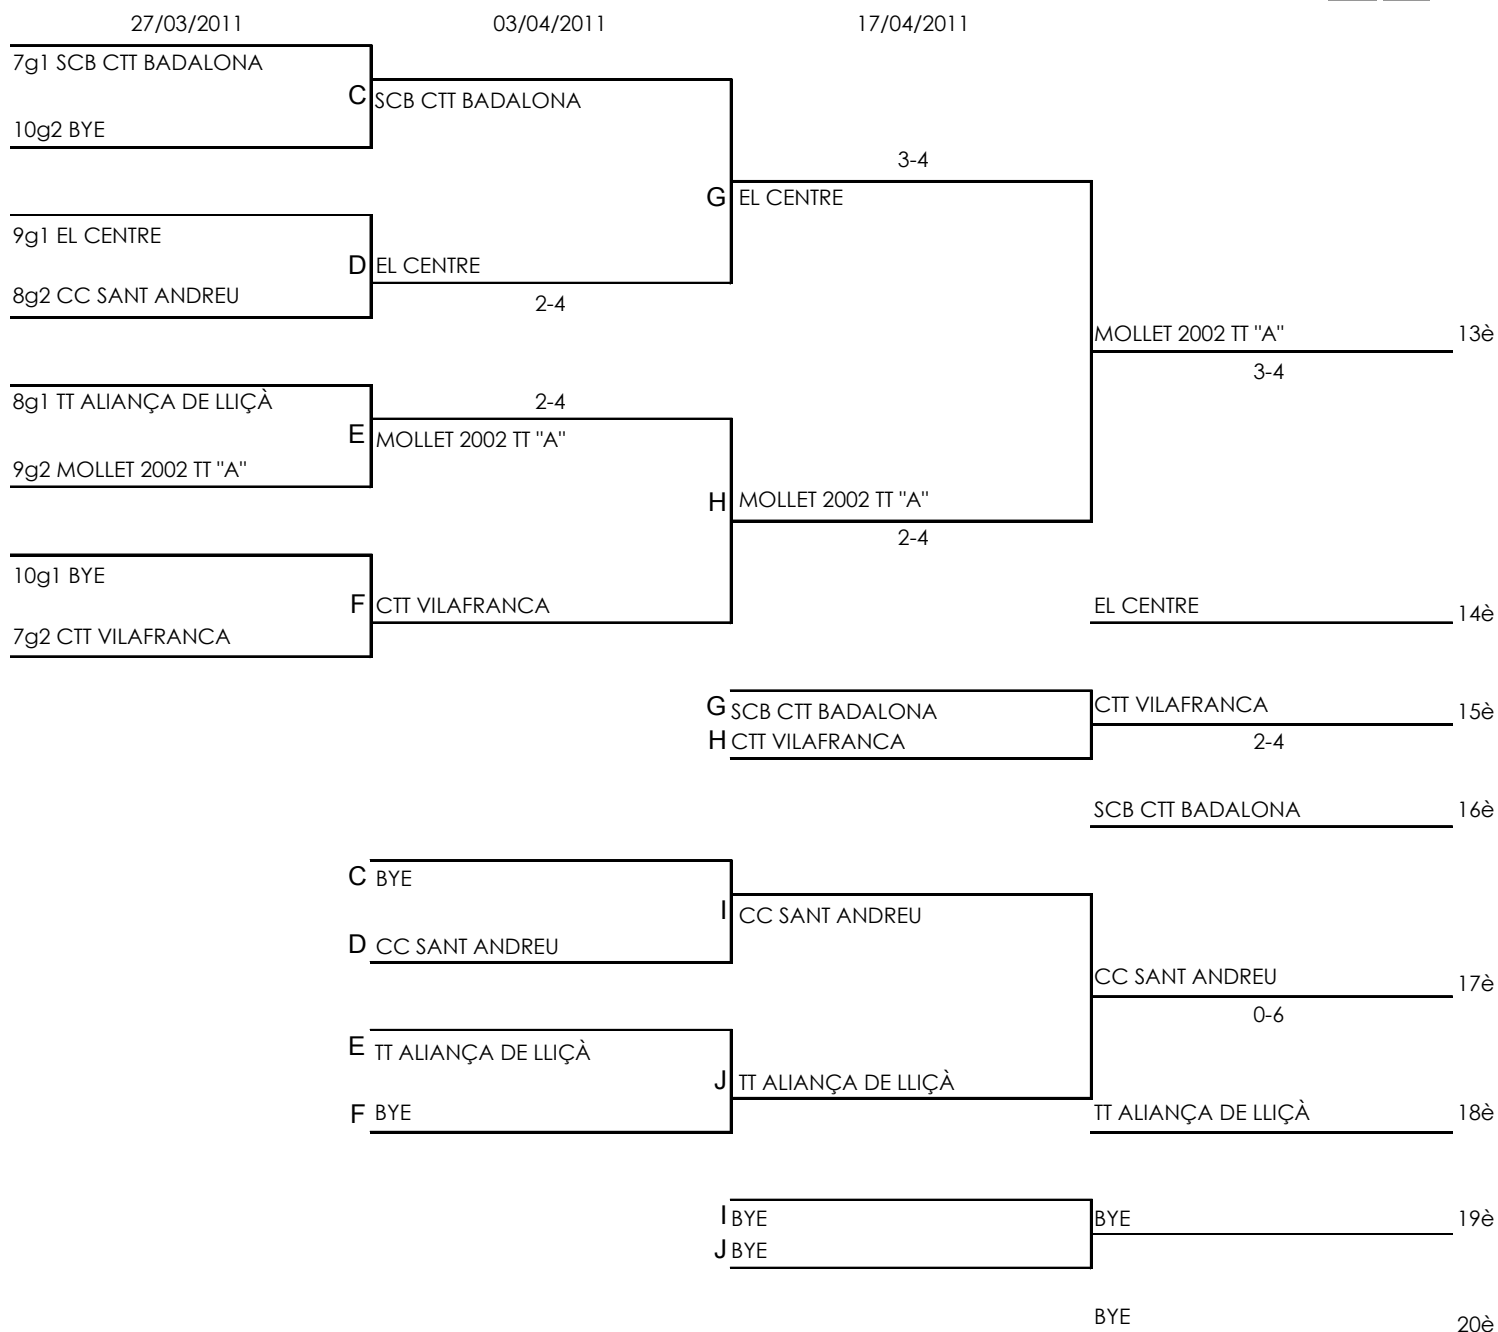 27/03/2011 03/04/2011 17/04/2011
7g1 SCB CTT BADALONA
C SCB CTT BADALONA
10g2 BYE
3-4
G EL CENTRE
9g1 EL CENTRE
D EL CENTRE
8g2 CC SANT ANDREU
2-4
MOLLET 2002 TT "A" 13è
3-4
8g1 TT ALIANÇA DE LLIÇÀ
2-4
E MOLLET 2002 TT "A"
9g2 MOLLET 2002 TT "A"
H MOLLET 2002 TT "A"
2-4
10g1 BYE
F CTT VILAFRANCA
EL CENTRE 14è
7g2 CTT VILAFRANCA
G SCB CTT BADALONA
CTT VILAFRANCA 15è
H CTT VILAFRANCA
2-4
SCB CTT BADALONA 16è
C BYE
I CC SANT ANDREU
D CC SANT ANDREU
CC SANT ANDREU 17è
0-6
E TT ALIANÇA DE LLIÇÀ
J TT ALIANÇA DE LLIÇÀ
F BYE
TT ALIANÇA DE LLIÇÀ 18è
I BYE
BYE 19è
J BYE
BYE 20è